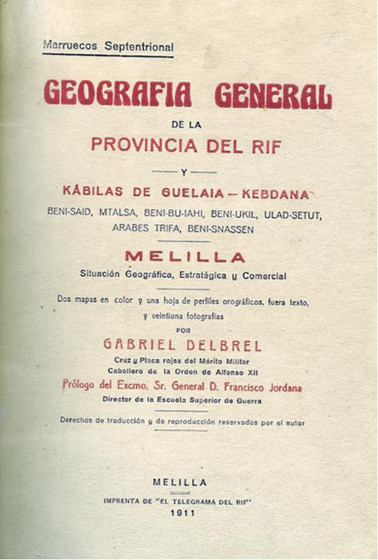 Marruecos Septentrional
GEOGRAFIA GENERAL
DE LA
PROVINCIA DEL RIF
Y
KÁBILAS DE GUELAIA — KEBDANA
BENI-SAID, MTALSA, BENI-BU-IAHI, BENI-UKIL, ULAD-SETUT,
ARABES TRIFA, BENI-SNASSEN
MELILLA
Situación Geográfica, Estratégica y Comercial
Dos mapas en color y una hoja de perfiles orográficos, fuera texto,
y veintiuna fotografías
POR
GABRIEL DELBREL
Cruz y Placa rojas del Mérito Militar
Caballero de la Orden de Alfonso XII
Prólogo del Excmo, Sr. General D. Francisco Jordana
Director de la Escuela Superior de Guerra
Derechos de traducción y de reproducción reservados por el autor
MELILLA
IMPRENTA DE "EL TELEGRAMA DEL RIF"
1911